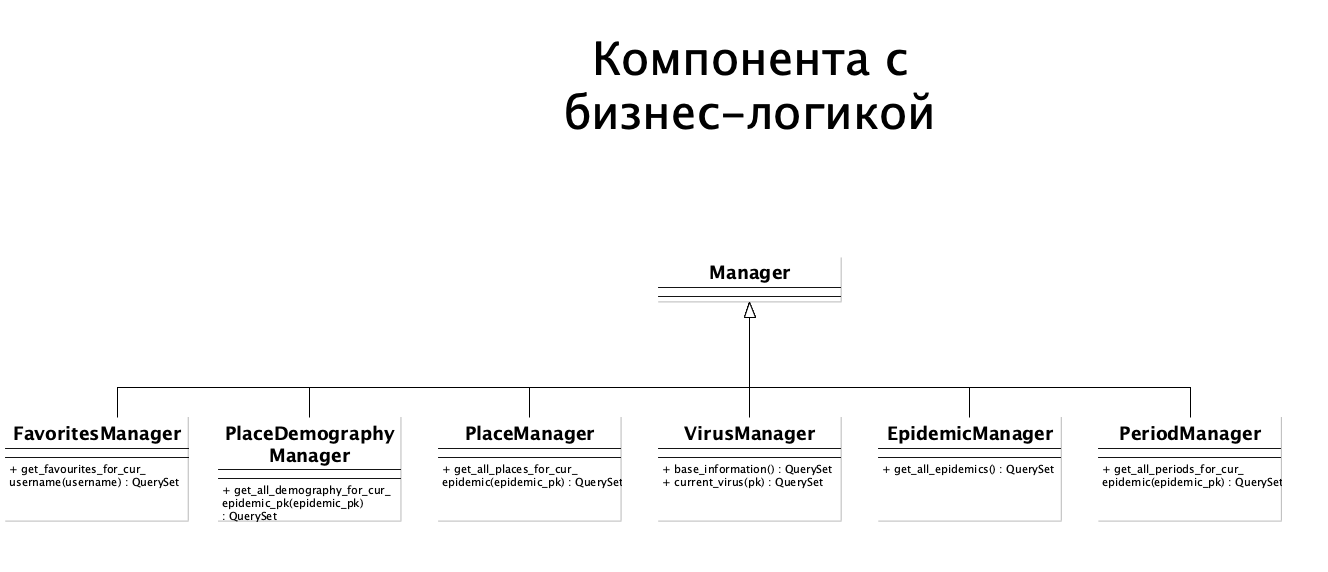 Компонента с
бизнес-логикой
Manager
FavoritesManager
+ get_favourites_for_cur_
username(username) : QuerySet
PlaceDemography
Manager
+ get_all_demography_for_cur_
epidemic_pk(epidemic_pk)
: QuerySet
PlaceManager
+ get_all_places_for_cur_
epidemic(epidemic_pk) : QuerySet
VirusManager
+ base_information() : QuerySet
+ current_virus(pk) : QuerySet
EpidemicManager
+ get_all_epidemics() : QuerySet
PeriodManager
+ get_all_periods_for_cur_
epidemic(epidemic_pk) : QuerySet